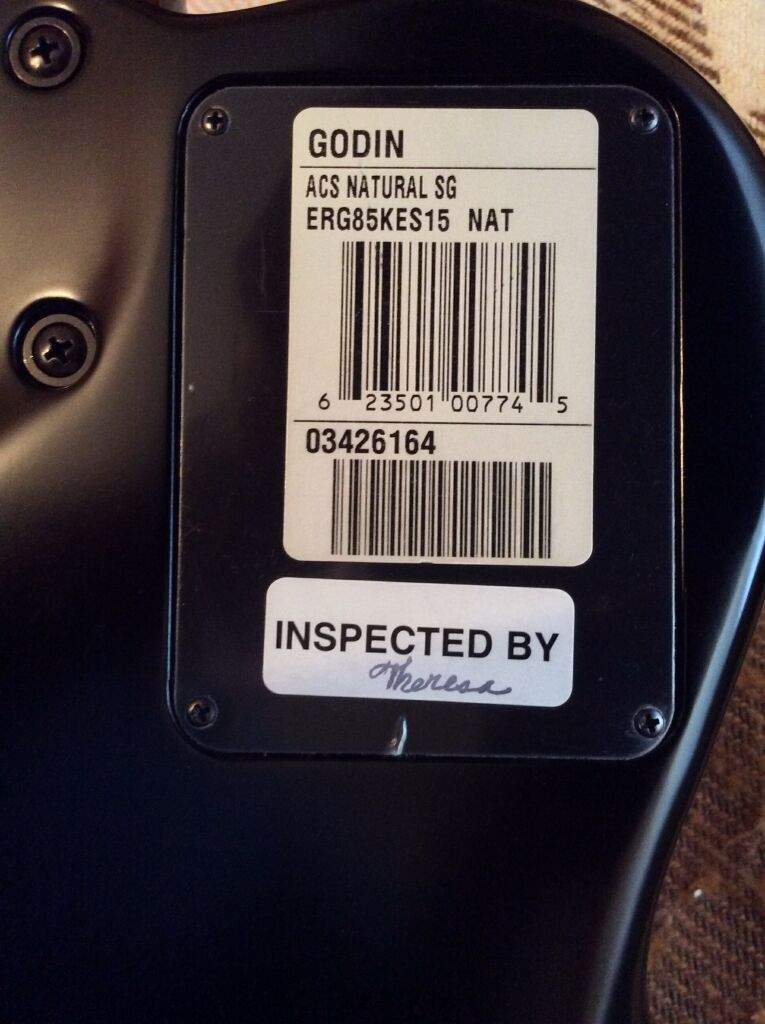 GODIN
ACS NATURAL SG
ERG85KES15 NAT
6 23501 00774 5
03426164
INSPECTED BY
Theresa